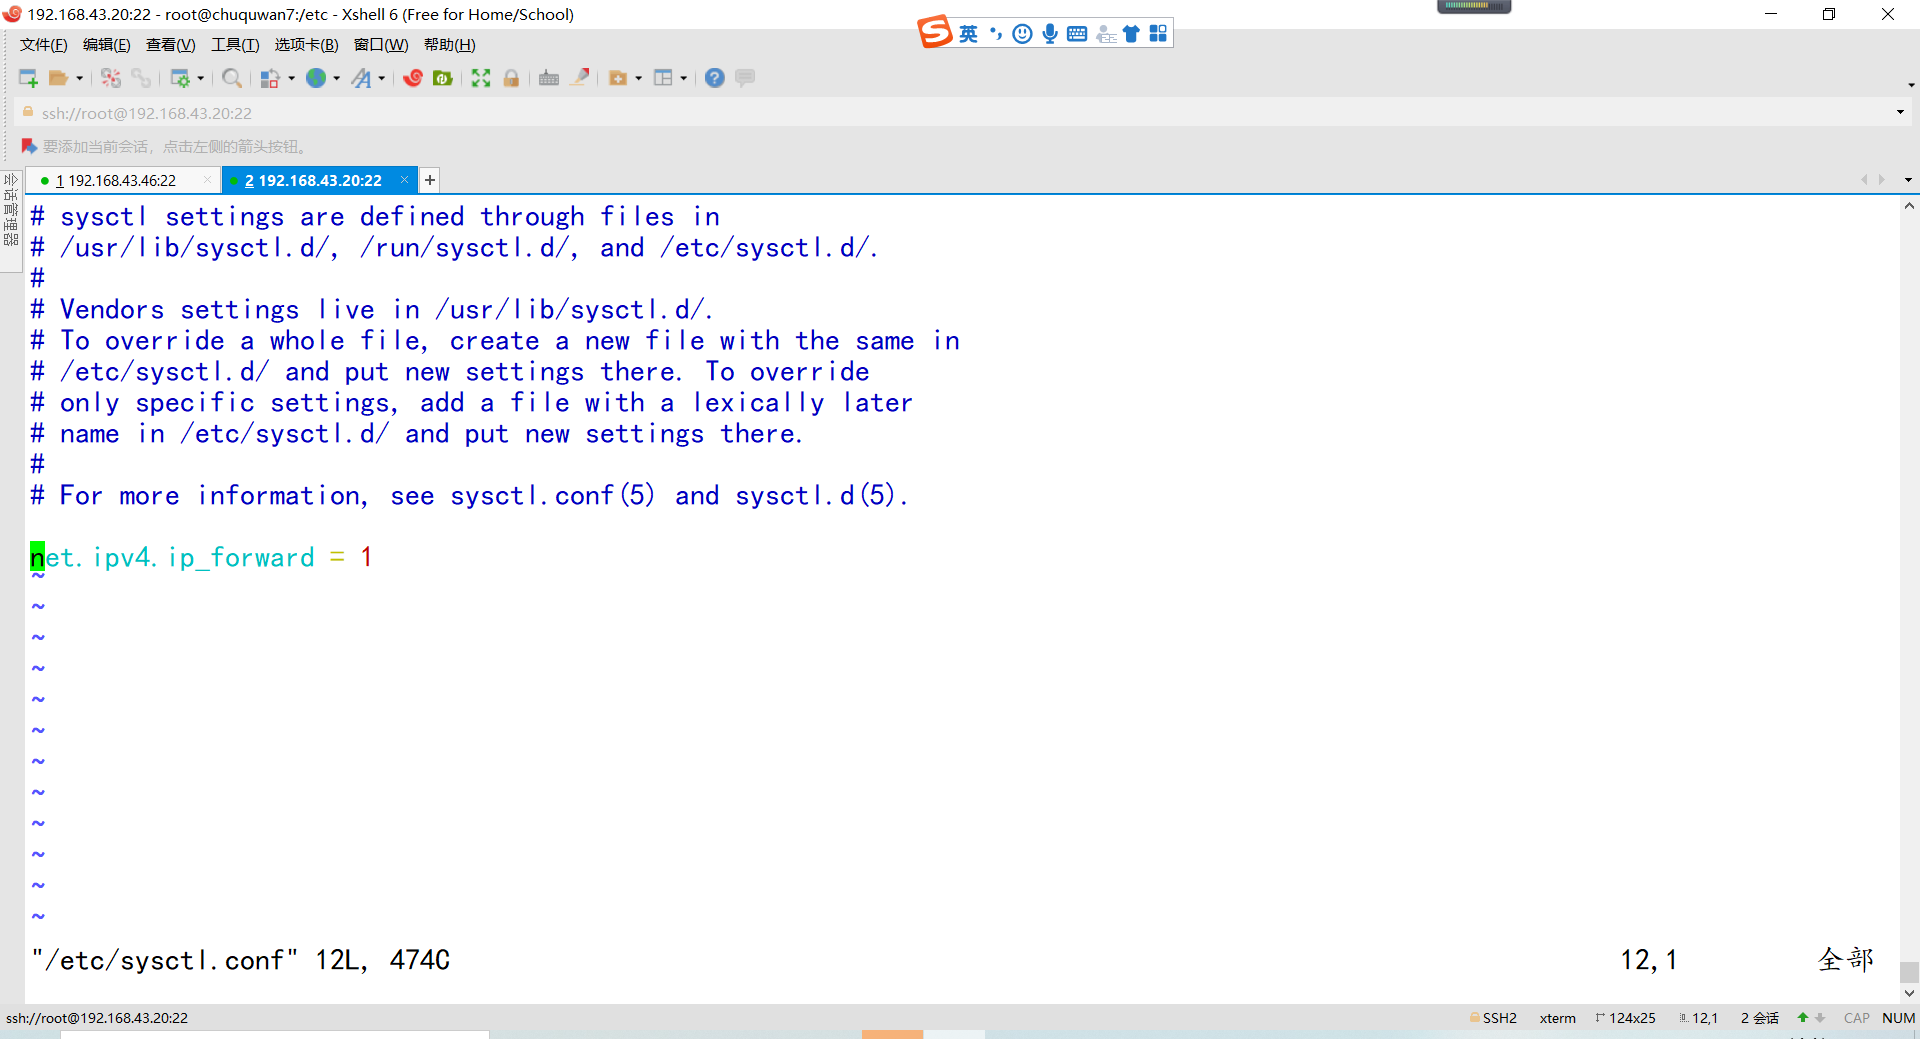 192.168.43.20:22 - root@chuquwan7:/etc - Xshell 6 (Free for Home/School)
英
文件(F) 编辑(E) 查看(V) 工具(T) 选项卡(B) 窗口(W) 帮助(H)
ssh://root@192.168.43.20:22
要添加当前会话，点击左侧的箭头按钮。
会话管理器
1 192.168.43.46:22 × 2 192.168.43.20:22 × +
# sysctl settings are defined through files in
# /usr/lib/sysctl.d/, /run/sysctl.d/, and /etc/sysctl.d/.
#
# Vendors settings live in /usr/lib/sysctl.d/.
# To override a whole file, create a new file with the same in
# /etc/sysctl.d/ and put new settings there. To override
# only specific settings, add a file with a lexically later
# name in /etc/sysctl.d/ and put new settings there.
#
# For more information, see sysctl.conf(5) and sysctl.d(5).
net.ipv4.ip_forward = 1
~
~
~
~
~
~
~
~
~
~
~
~
"/etc/sysctl.conf" 12L, 474C 12,1 全部
ssh://root@192.168.43.20:22 SSH2 xterm 124x25 12,1 2 会话 CAP NUM